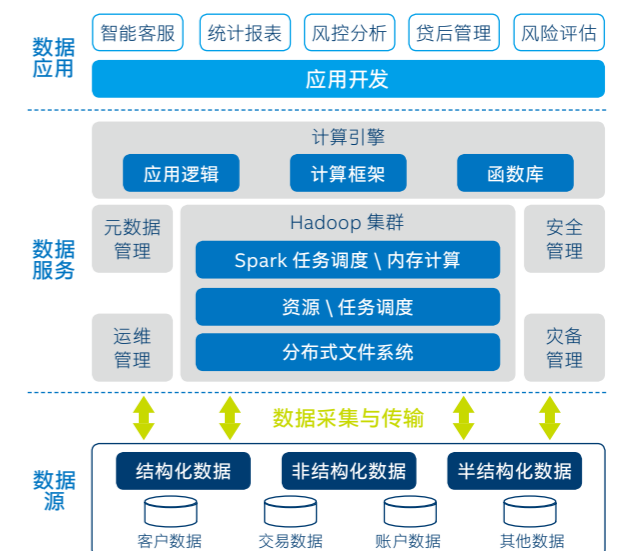 数据
应用
智能客服
统计报表
风控分析
贷后管理
风险评估
应用开发
数据
服务
计算引擎
应用逻辑
计算框架
函数库
元数据
管理
运维
管理
Hadoop 集群
Spark 任务调度 \ 内存计算
资源 \ 任务调度
分布式文件系统
安全
管理
灾备
管理
数据采集与传输
数据
源
结构化数据
非结构化数据
半结构化数据
客户数据
交易数据
账户数据
其他数据